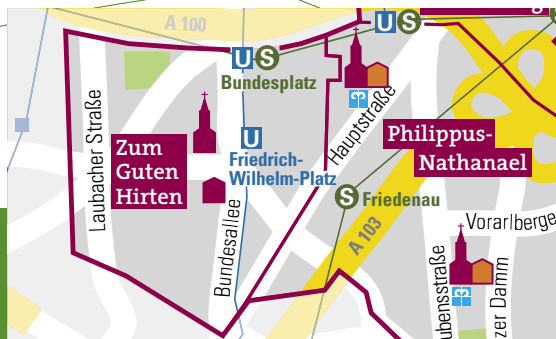 A 100
U S
U S
Bundesplatz
Laubacher Straße
Zum
Guten
Hirten
U
Friedrich-
Wilhelm-Platz
Hauptstraße
Philippus-
Nathanael
S Friedenau
A 103
Bundesallee
Vorarlberge
ubensstraße
zer Damm